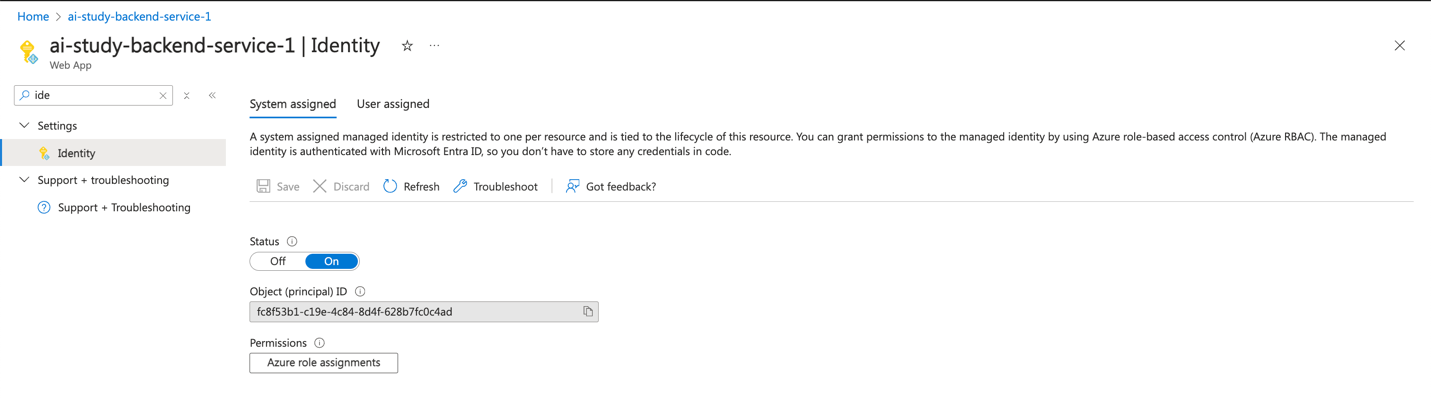 Home > ai-study-backend-service-1
ai-study-backend-service-1 | Identity
Web App
ide
Settings
Identity
Support + troubleshooting
Support + Troubleshooting
System assigned User assigned
A system assigned managed identity is restricted to one per resource and is tied to the lifecycle of this resource. You can grant permissions to the managed identity by using Azure role-based access control (Azure RBAC). The managed
identity is authenticated with Microsoft Entra ID, so you don't have to store any credentials in code.
Save Discard Refresh Troubleshoot Got feedback?
Status
Off On
Object (principal) ID
fc8f53b1-c19e-4c84-8d4f-628b7fc0c4ad
Permissions
Azure role assignments